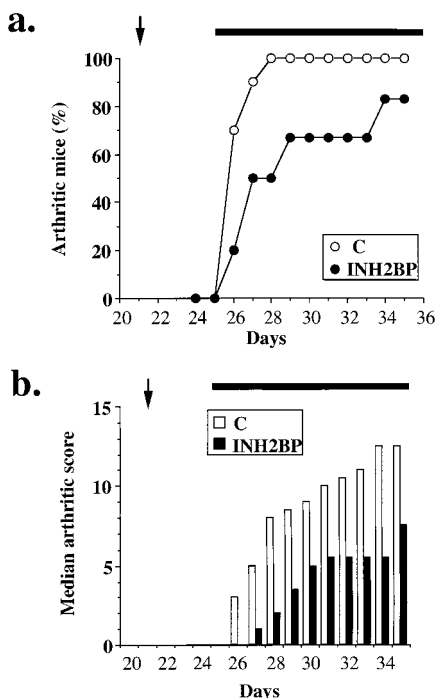 a.
100
80
60
40
20
0
Arthritic mice (%)
C
INH2BP
20 22 24 26 28 30 32 34 36
Days
b.
15
10
5
0
Median arthritic score
C
INH2BP
20 22 24 26 28 30 32 34
Days